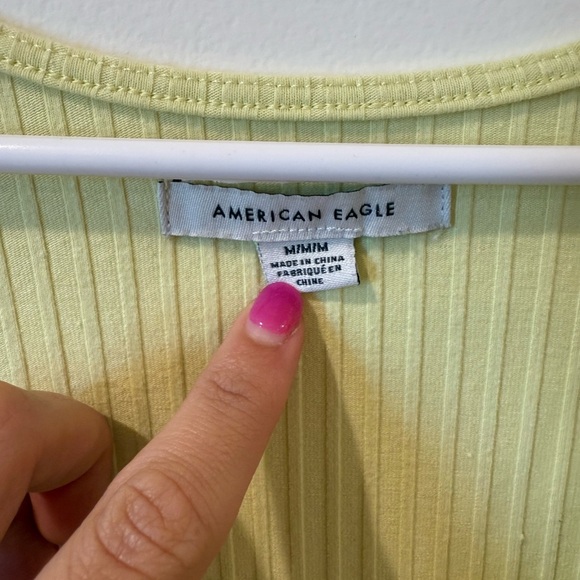 AMERICAN EAGLE
M/M/M
MADE IN CHINA
FABRIQUÉ EN
CHINE